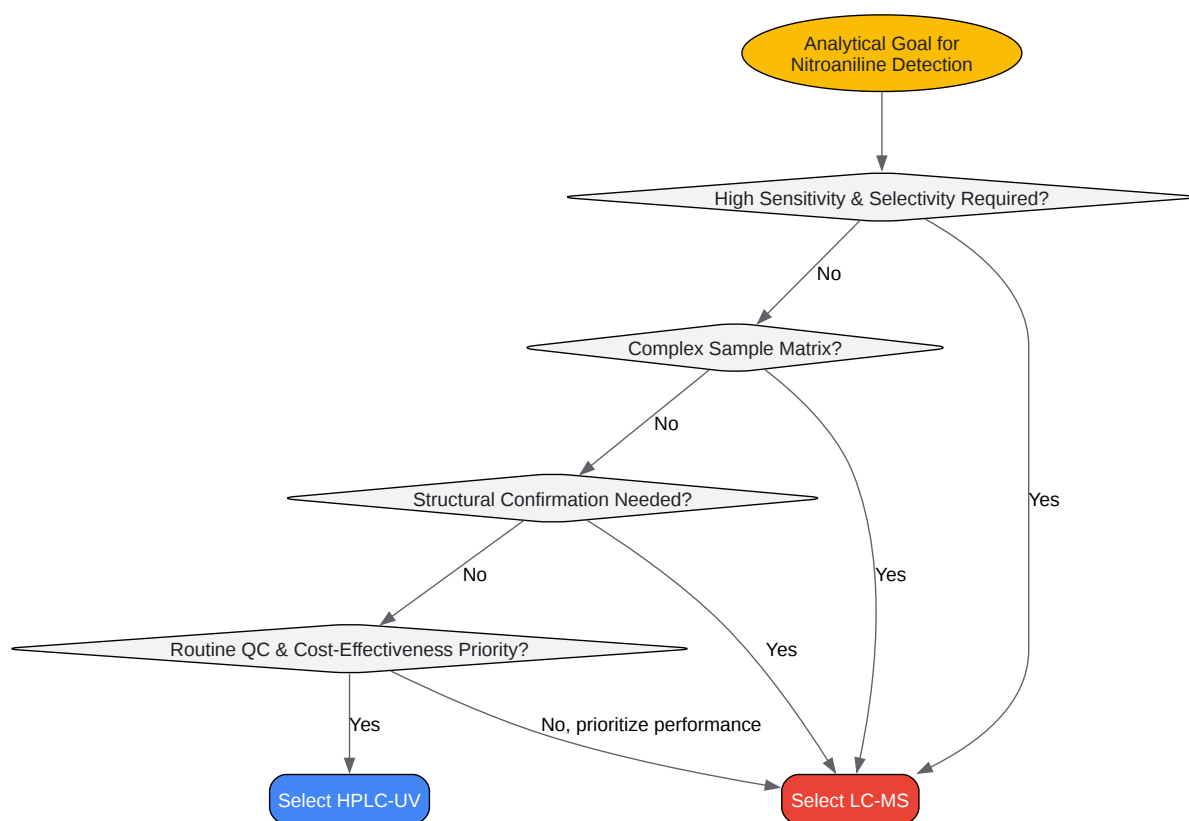 Analytical Goal for
Nitroaniline Detection
High Sensitivity & Selectivity Required?
No
Complex Sample Matrix?
No
Yes
Structural Confirmation Needed?
No
Yes
Yes
Routine QC & Cost-Effectiveness Priority?
Yes
No, prioritize performance
Select HPLC-UV
Select LC-MS